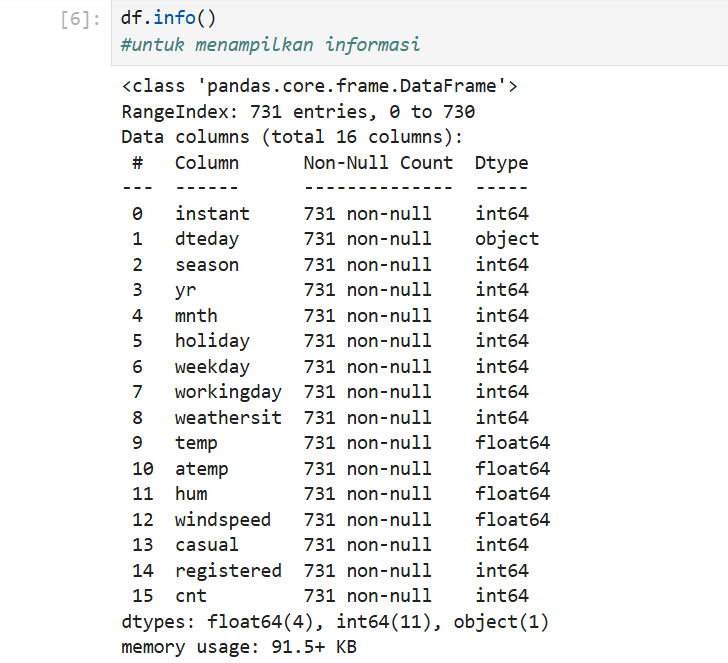 [6]: df.info()
#untuk menampilkan informasi
<class 'pandas.core.frame.DataFrame'>
RangeIndex: 731 entries, 0 to 730
Data columns (total 16 columns):
 #   Column      Non-Null Count  Dtype
---  ------      --------------  -----
 0   instant     731 non-null    int64
 1   dteday      731 non-null    object
 2   season      731 non-null    int64
 3   yr          731 non-null    int64
 4   mnth        731 non-null    int64
 5   holiday     731 non-null    int64
 6   weekday     731 non-null    int64
 7   workingday  731 non-null    int64
 8   weathersit  731 non-null    int64
 9   temp        731 non-null    float64
 10  atemp       731 non-null    float64
 11  hum         731 non-null    float64
 12  windspeed   731 non-null    float64
 13  casual      731 non-null    int64
 14  registered  731 non-null    int64
 15  cnt         731 non-null    int64
dtypes: float64(4), int64(11), object(1)
memory usage: 91.5+ KB